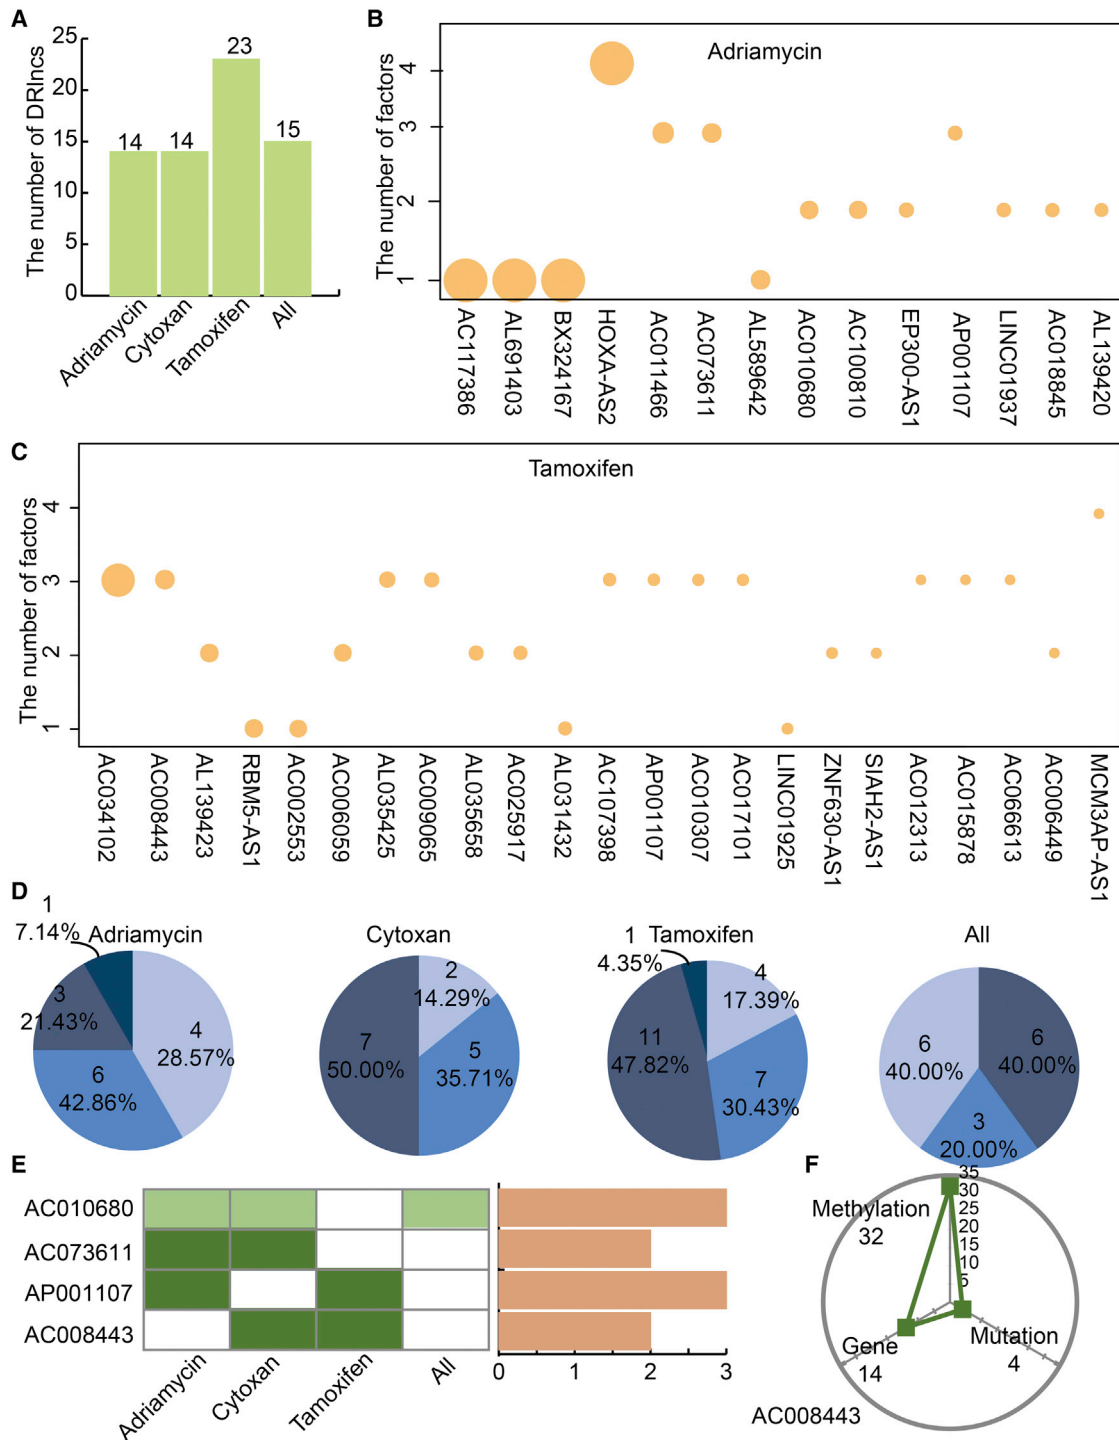 A
The number of DRlncs
25
20
15
10
5
0
14
14
23
15
Adriamycin
Cytoxan
Tamoxifen
All
B
Adriamycin
The number of factors
4
3
2
1
AC117386
AL691403
BX324167
HOXA-AS2
AC011466
AC073611
AL589642
AC010680
AC100810
EP300-AS1
AP001107
LINC01937
AC018845
AL139420
C
Tamoxifen
The number of factors
4
3
2
1
AC034102
AC008443
AL139423
RBM5-AS1
AC002553
AC006059
AL035425
AC009065
AL035658
AC025917
AL031432
AC107398
AP001107
AC010307
AC017101
LINC01925
ZNF630-AS1
SIAH2-AS1
AC012313
AC015878
AC066613
AC006449
MCM3AP-AS1
D
Adriamycin
1
7.14%
3
21.43%
4
28.57%
6
42.86%
Cytoxan
2
14.29%
7
50.00%
5
35.71%
Tamoxifen
1
4.35%
4
17.39%
11
47.82%
7
30.43%
All
6
40.00%
6
40.00%
3
20.00%
E
AC010680
AC073611
AP001107
AC008443
Adriamycin
Cytoxan
Tamoxifen
All
0
1
2
3
F
35
30
25
20
15
10
5
Methylation
32
Gene
14
Mutation
4
AC008443